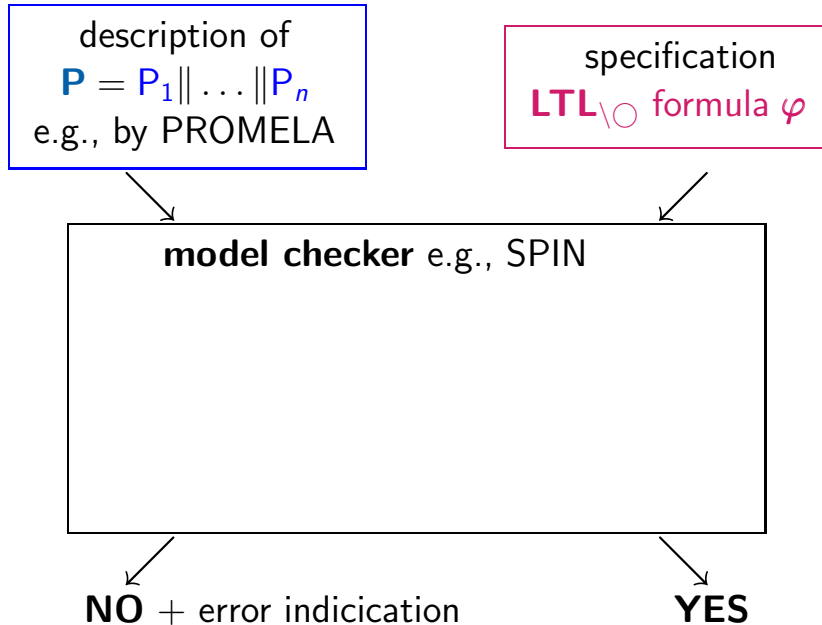 description of
P = P₁‖ . . . ‖Pₙ
e.g., by PROMELA
specification
LTL\○ formula φ
model checker e.g., SPIN
NO + error indicication
YES